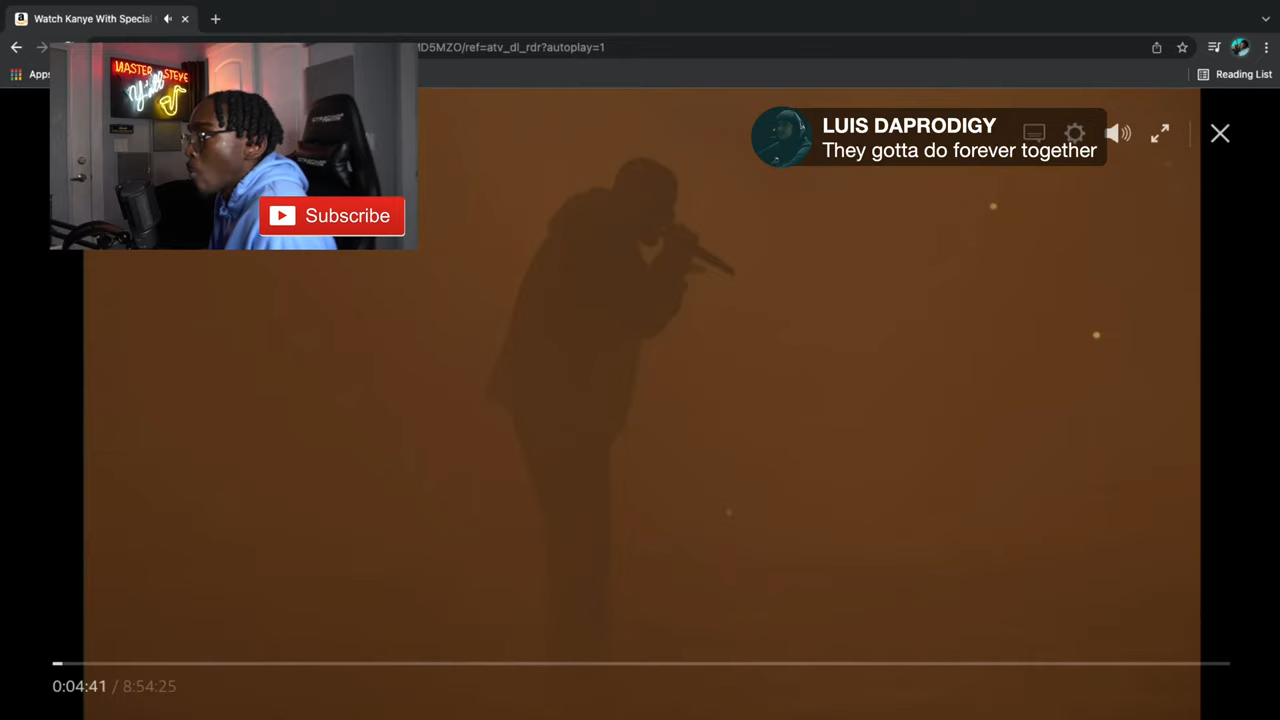 Watch Kanye With Special
MD5MZO/ref=atv_dl_rdr?autoplay=1
Apps
Reading List
MASTER STEVE
Y'all
Subscribe
LUIS DAPRODIGY
They gotta do forever together
0:04:41 / 8:54:25